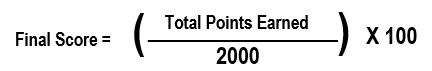 Final Score = ( Total Points Earned / 2000 ) X 100